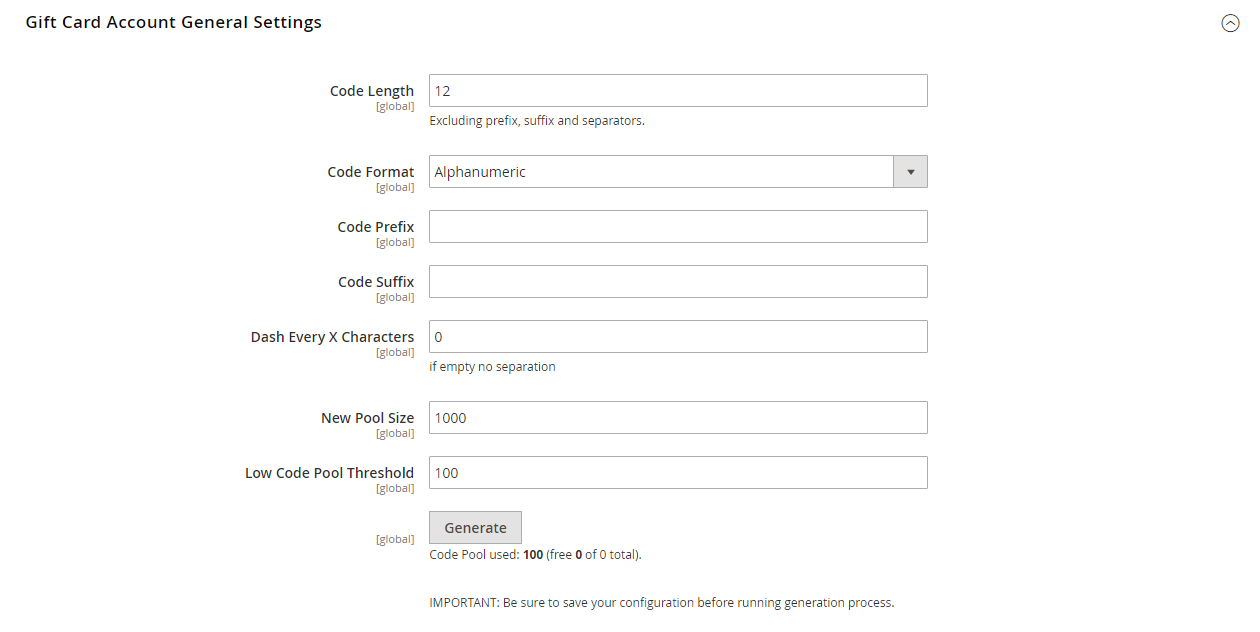 Gift Card Account General Settings
Code Length
[global]
12
Excluding prefix, suffix and separators.
Code Format
[global]
Alphanumeric
Code Prefix
[global]
Code Suffix
[global]
Dash Every X Characters
[global]
0
if empty no separation
New Pool Size
[global]
1000
Low Code Pool Threshold
[global]
100
[global]
Generate
Code Pool used: 100 (free 0 of 0 total).
IMPORTANT: Be sure to save your configuration before running generation process.